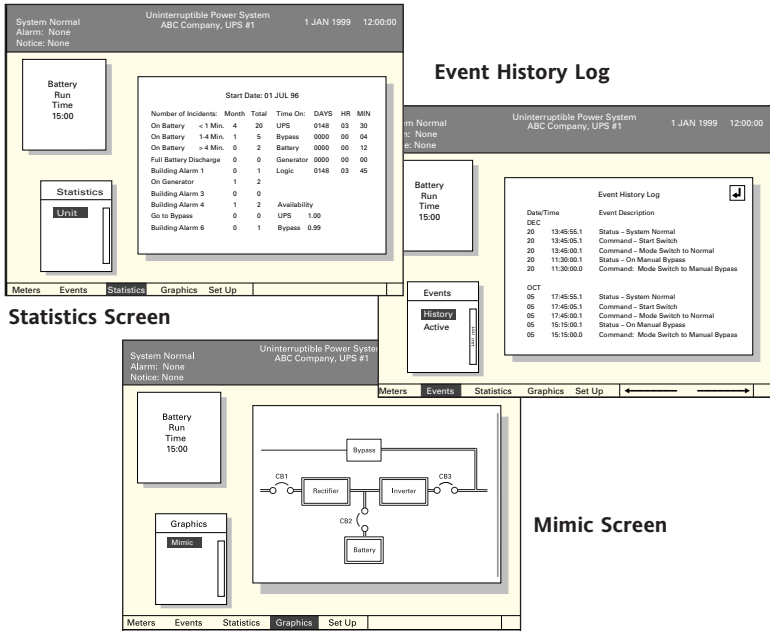 System Normal
Alarm: None
Notice: None
Uninterruptible Power System
ABC Company, UPS #1
1 JAN 1999 12:00:00
Battery
Run
Time
15:00
Statistics
Unit
Start Date: 01 JUL 96
Number of Incidents: Month Total Time On: DAYS HR MIN
On Battery < 1 Min. 4 20 UPS 0148 03 30
On Battery 1-4 Min. 1 5 Bypass 0000 00 04
On Battery > 4 Min. 0 2 Battery 0000 00 12
Full Battery Discharge 0 0 Generator 0000 00 00
Building Alarm 1 0 1 Logic 0148 03 45
On Generator 1 2
Building Alarm 3 0 0
Building Alarm 4 1 2 Availability
Go to Bypass 0 0 UPS 1.00
Building Alarm 6 0 1 Bypass 0.99
Meters Events Statistics Graphics Set Up
Statistics Screen
Event History Log
m Normal
n: None
e: None
Uninterruptible Power System
ABC Company, UPS #1
1 JAN 1999 12:00:00
Battery
Run
Time
15:00
Events
History
Active
Event History Log
Date/Time Event Description
DEC
20 13:45:55.1 Status – System Normal
20 13:45:05.1 Command – Start Switch
20 13:45:00.1 Command – Mode Switch to Normal
20 11:30:00.1 Status – On Manual Bypass
20 11:30:00.0 Command: Mode Switch to Manual Bypass
OCT
05 17:45:55.1 Status – System Normal
05 17:45:05.1 Command – Start Switch
05 17:45:00.1 Command – Mode Switch to Normal
05 15:15:00.1 Status – On Manual Bypass
05 15:15:00.0 Command: Mode Switch to Manual Bypass
Meters Events Statistics Graphics Set Up
System Normal
Alarm: None
Notice: None
Uninterruptible Power System
ABC Company, UPS #1
Battery
Run
Time
15:00
Graphics
Mimic
Bypass
CB1
Rectifier
Inverter
CB3
CB2
Battery
Meters Events Statistics Graphics Set Up
Mimic Screen